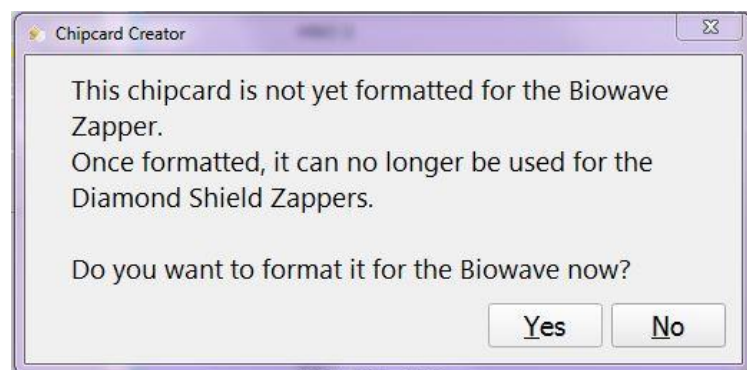 Chipcard Creator
This chipcard is not yet formatted for the Biowave
Zapper.
Once formatted, it can no longer be used for the
Diamond Shield Zappers.
Do you want to format it for the Biowave now?
Yes No